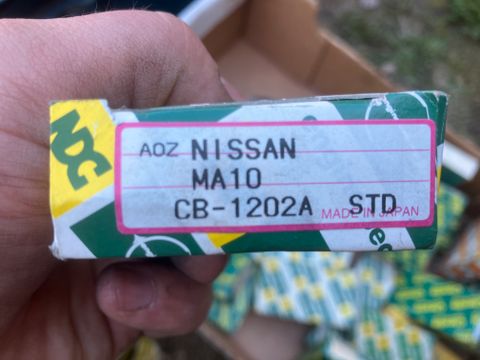 NDC
AOZ NISSAN
MA10
CB-1202A STD
MADE IN JAPAN